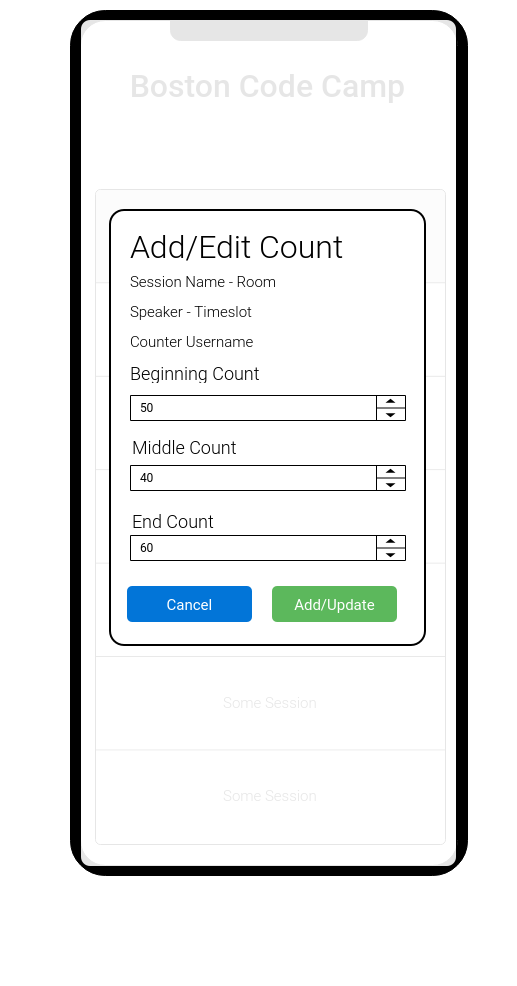 Boston Code Camp
Add/Edit Count
Session Name - Room
Speaker - Timeslot
Counter Username
Beginning Count
50
Middle Count
40
End Count
60
Cancel
Add/Update
Some Session
Some Session